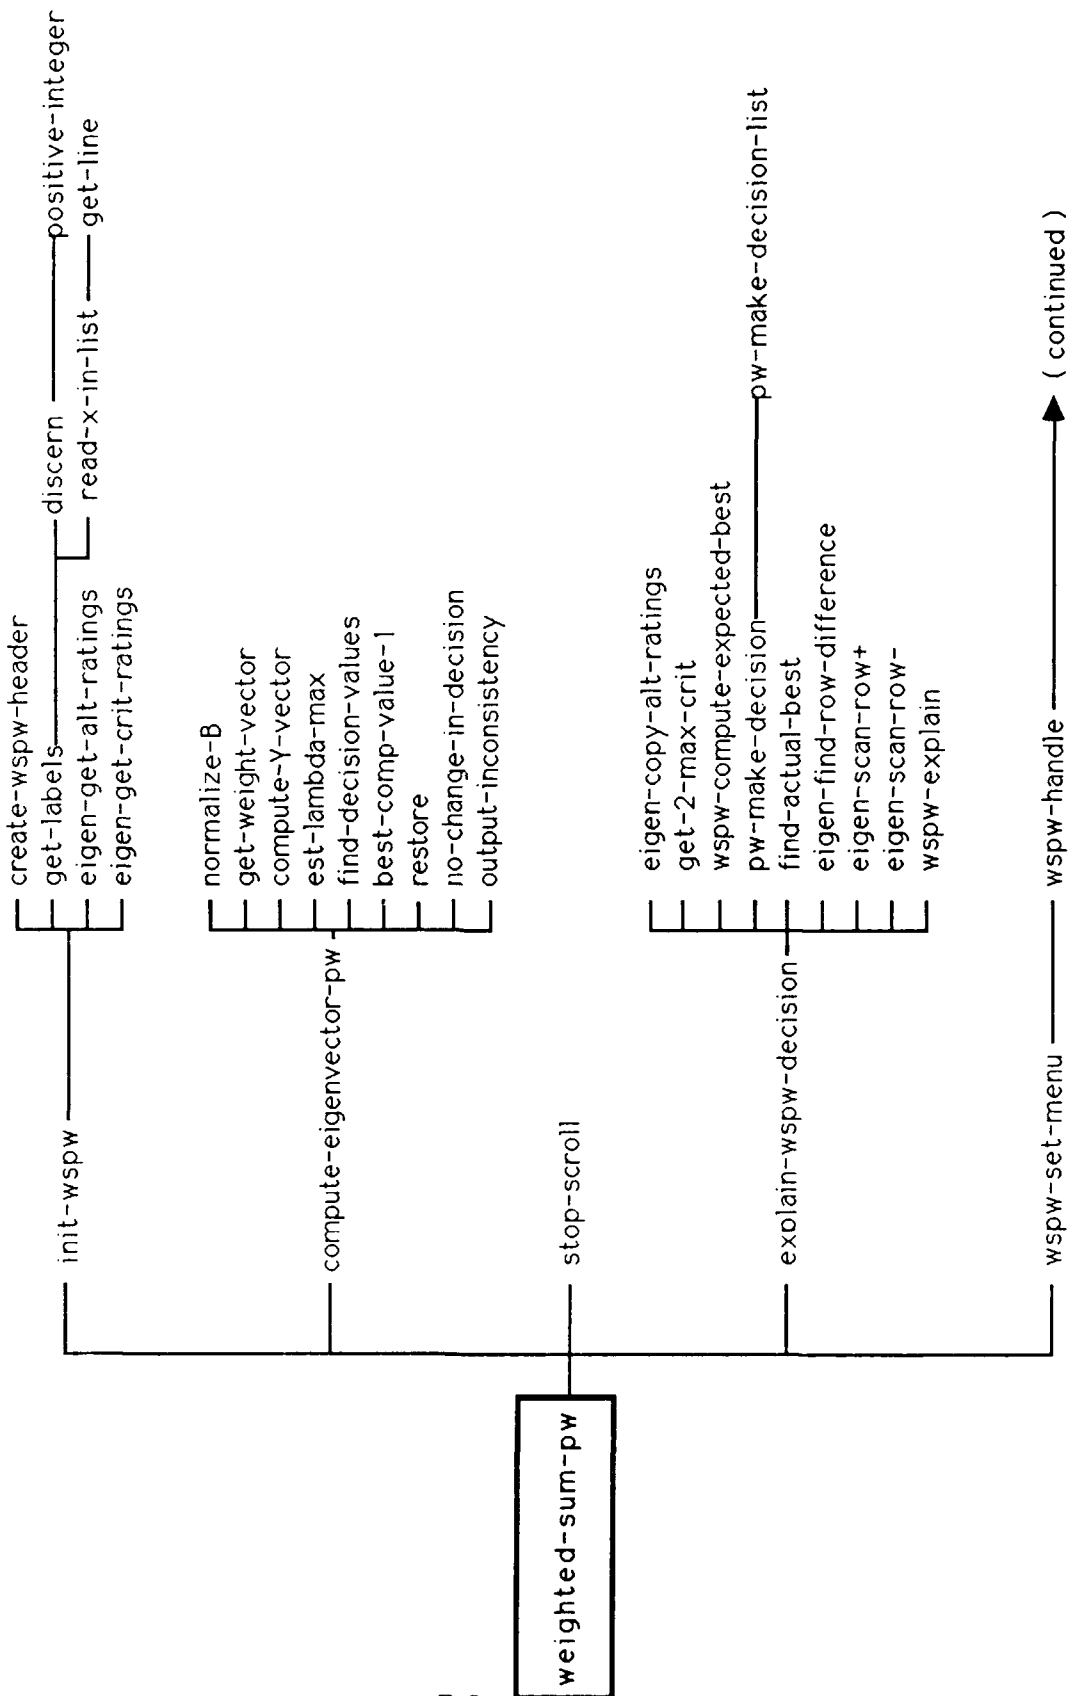 weighted-sum-pw
init-wspw
create-wspw-header
get-labels
discern
positive-integer
read-x-in-list
get-line
eigen-get-alt-ratings
eigen-get-crit-ratings
compute-eigenvector-pw
normalize-B
get-weight-vector
compute-Y-vector
est-lambda-max
find-decision-values
best-comp-value-1
restore
no-change-in-decision
output-inconsistency
stop-scroll
explain-wspw-decision
eigen-copy-alt-ratings
get-2-max-crit
wspw-compute-expected-best
pw-make-decision
pw-make-decision-list
find-actual-best
eigen-find-row-difference
eigen-scan-row+
eigen-scan-row-
wspw-explain
wspw-set-menu
wspw-handle
( continued )